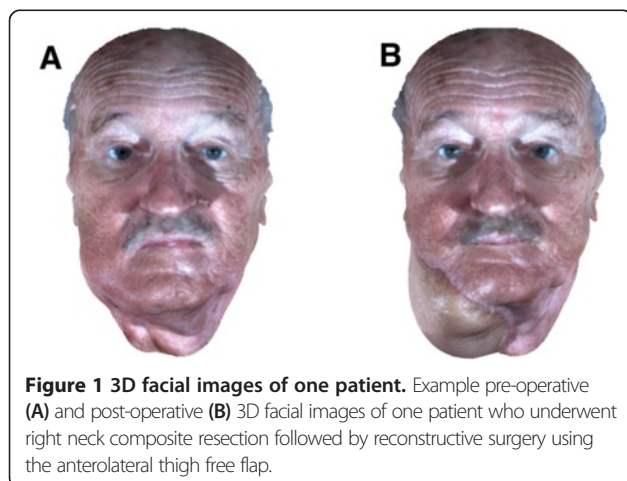 A
B
Figure 1 3D facial images of one patient. Example pre-operative
(A) and post-operative (B) 3D facial images of one patient who underwent
right neck composite resection followed by reconstructive surgery using
the anterolateral thigh free flap.